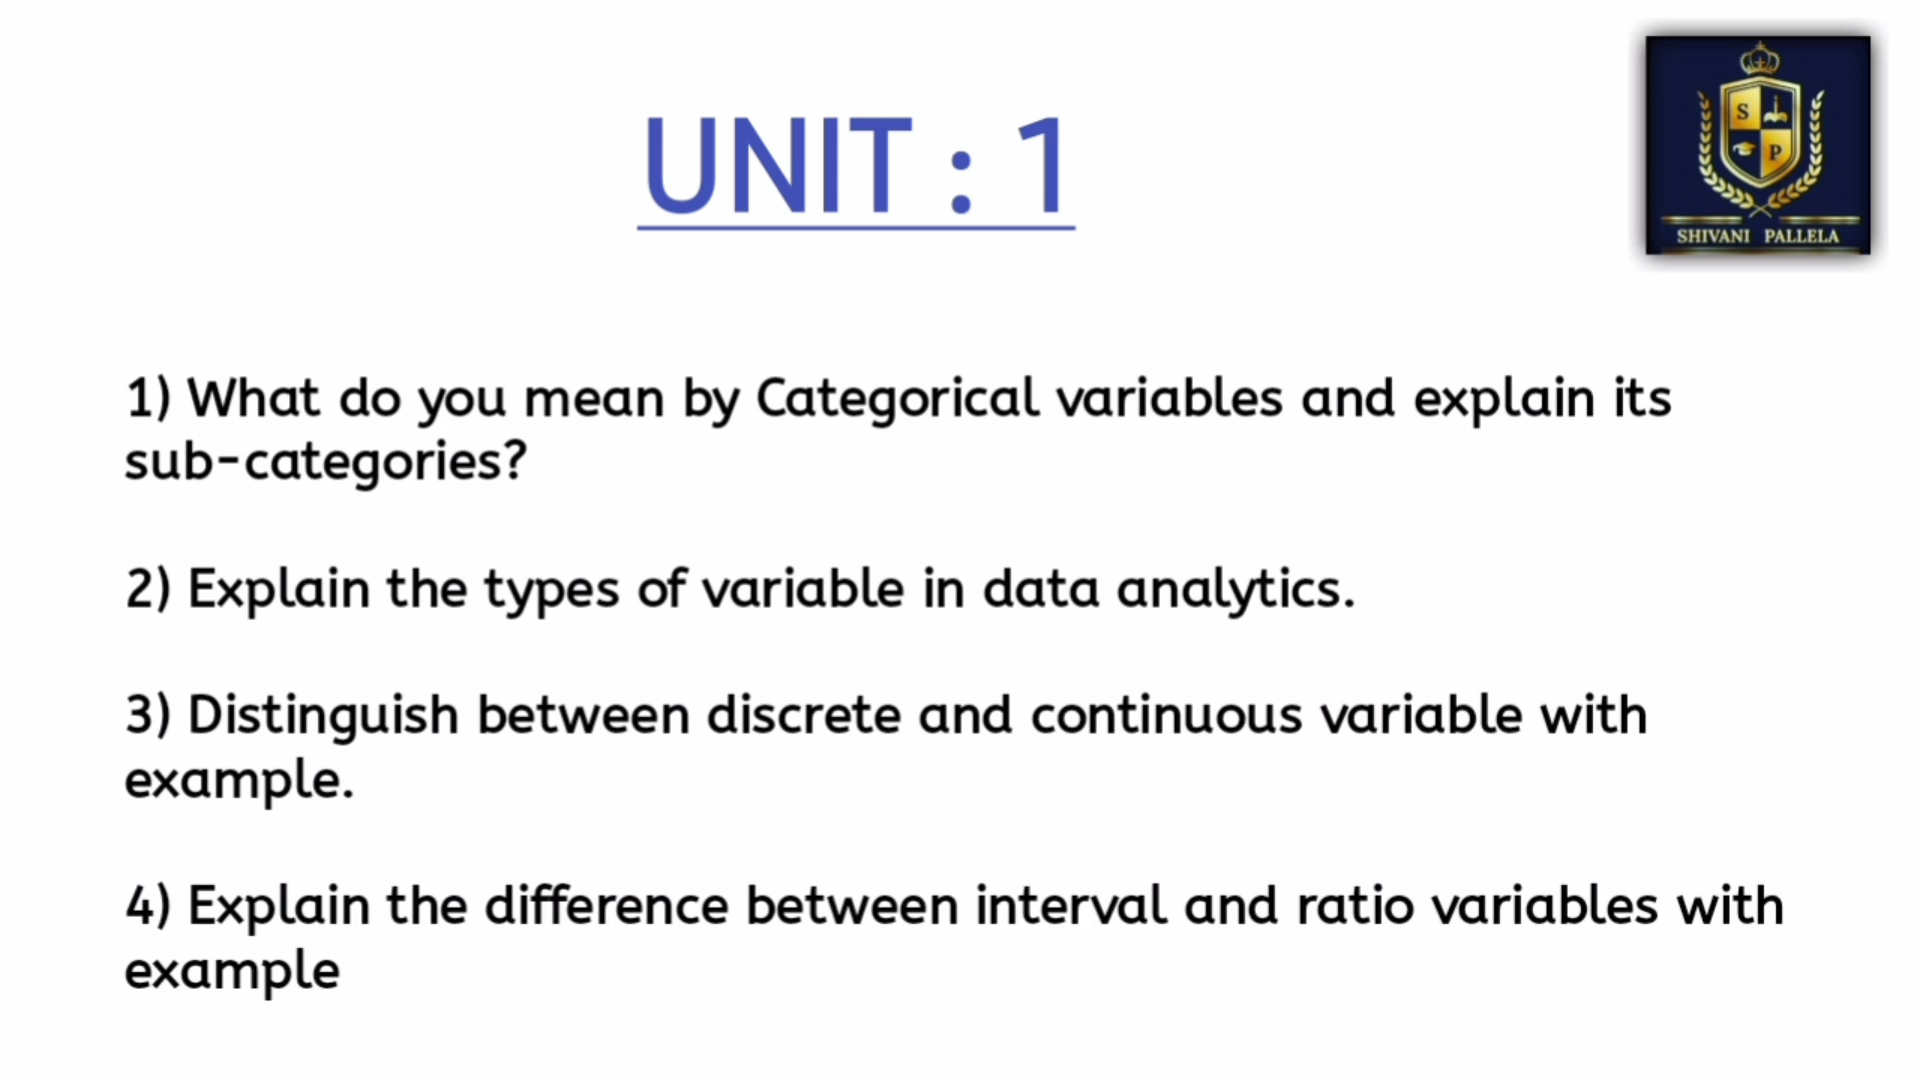 UNIT : 1
S
P
SHIVANI PALLELA
1) What do you mean by Categorical variables and explain its
sub-categories?
2) Explain the types of variable in data analytics.
3) Distinguish between discrete and continuous variable with
example.
4) Explain the difference between interval and ratio variables with
example